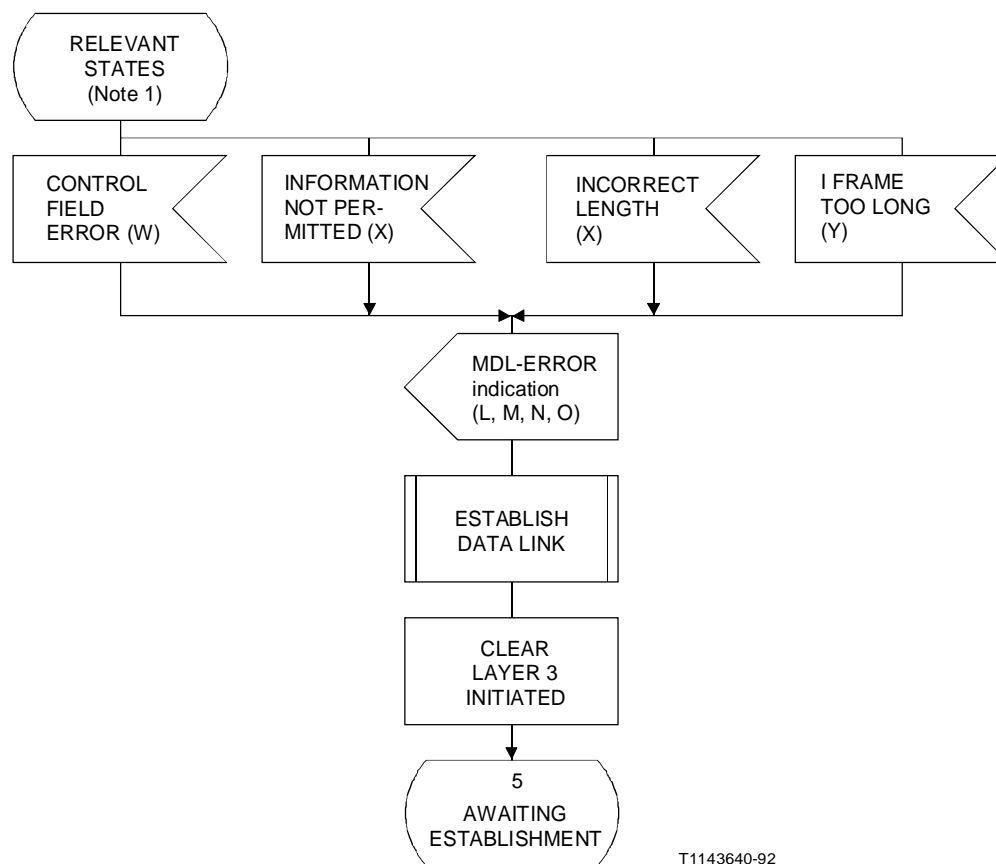 RELEVANT
STATES
(Note 1)
CONTROL
FIELD
ERROR (W)
INFORMATION
NOT PER-
MITTED (X)
INCORRECT
LENGTH
(X)
I FRAME
TOO LONG
(Y)
MDL-ERROR
indication
(L, M, N, O)
ESTABLISH
DATA LINK
CLEAR
LAYER 3
INITIATED
5
AWAITING
ESTABLISHMENT
T1143640-92